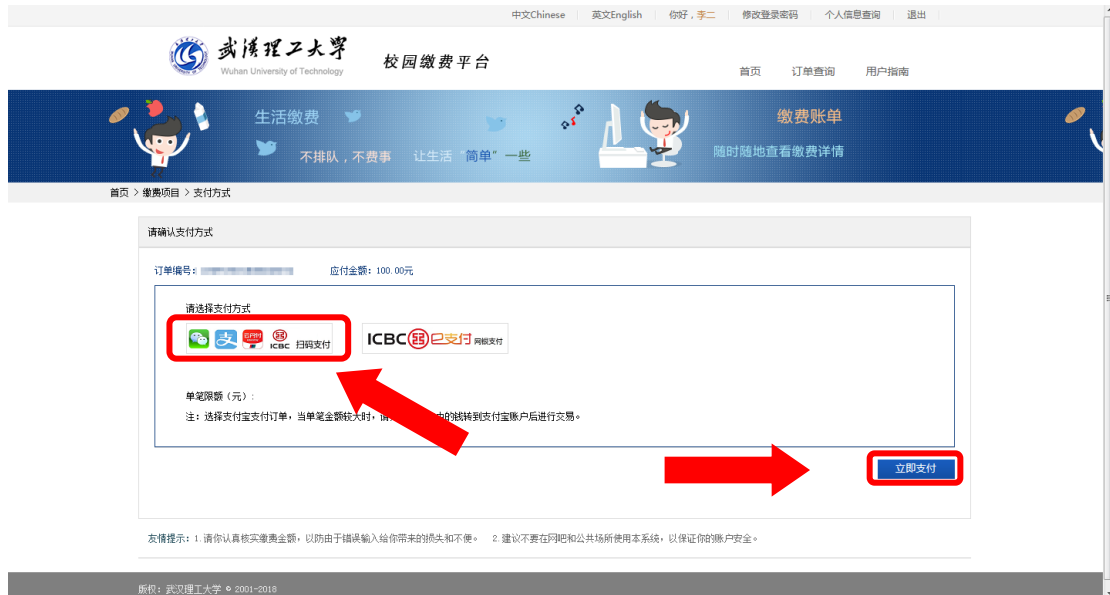 中文Chinese 英文English 你好，李二 修改登录密码 个人信息查询 退出
武汉理工大学
Wuhan University of Technology
校园缴费平台
首页 订单查询 用户指南
生活缴费
不排队，不费事 让生活“简单”一些
缴费账单
随时随地查看缴费详情
首页 > 缴费项目 > 支付方式
请确认支付方式
订单编号： 应付金额：100.00元
请选择支付方式
ICBC 扫码支付 ICBC e支付 网银支付
单笔限额（元）：
注：选择支付宝支付订单，当单笔金额较大时，请 中的钱转到支付宝账户后进行交易。
立即支付
友情提示：1.请你认真核实缴费金额，以防由于错误输入给你带来的损失和不便。 2.建议不要在网吧和公共场所使用本系统，以保证你的账户安全。
版权：武汉理工大学 © 2001-2018